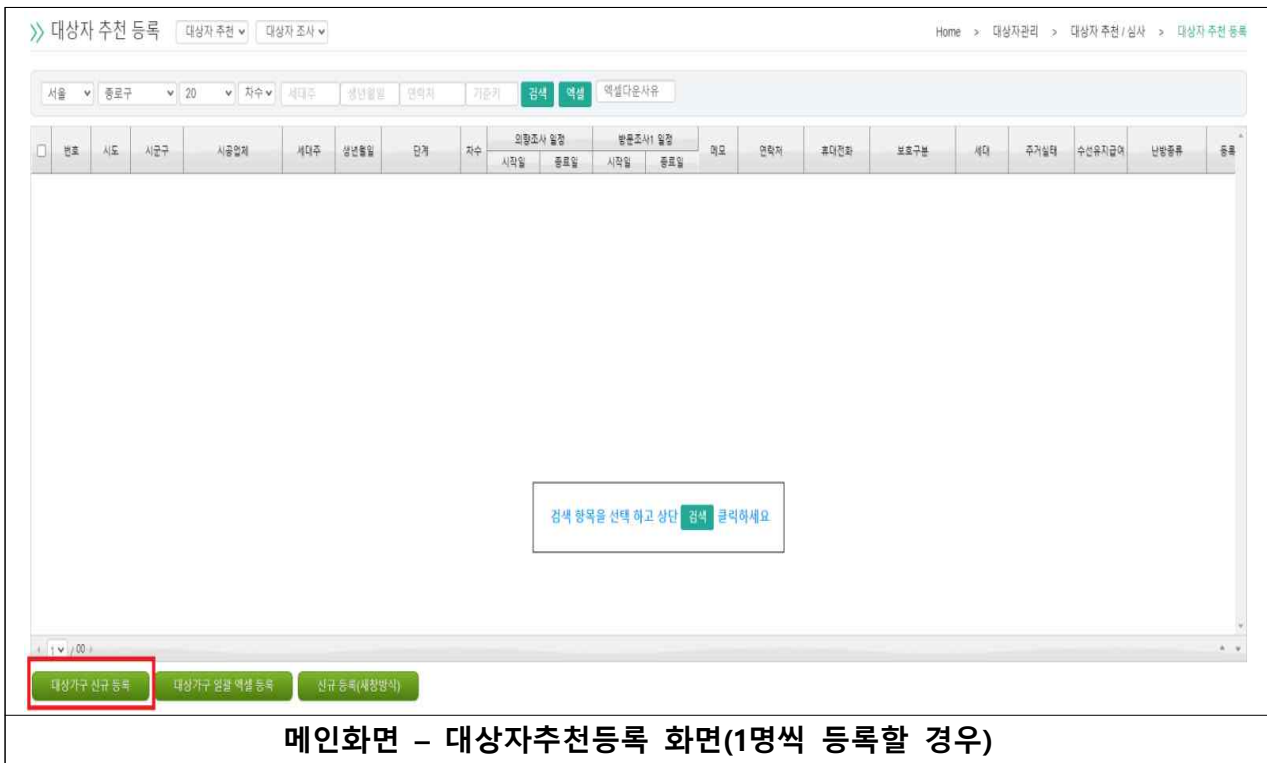 》 대상자 추천 등록 대상자 추천 대상자 조사 Home > 대상자관리 > 대상자 추천 / 심사 > 대상자 추천 등록
서울 종로구 20 차수 세대주 생년월일 연락처 기준키 검색 엑셀 엑셀다운사유
번호 시도 시군구 시공업체 세대주 생년월일 단계 차수 의향조사 일정 방문조사1 일정 메모 연락처 휴대전화 보호구분 세대 주거실태 수선유지급여 난방종류 등록
시작일 종료일 시작일 종료일
검색 항목을 선택 하고 상단 검색 클릭하세요
1 / 00
대상가구 신규 등록 대상가구 일괄 엑셀 등록 신규 등록(새창방식)
메인화면 – 대상자추천등록 화면(1명씩 등록할 경우)